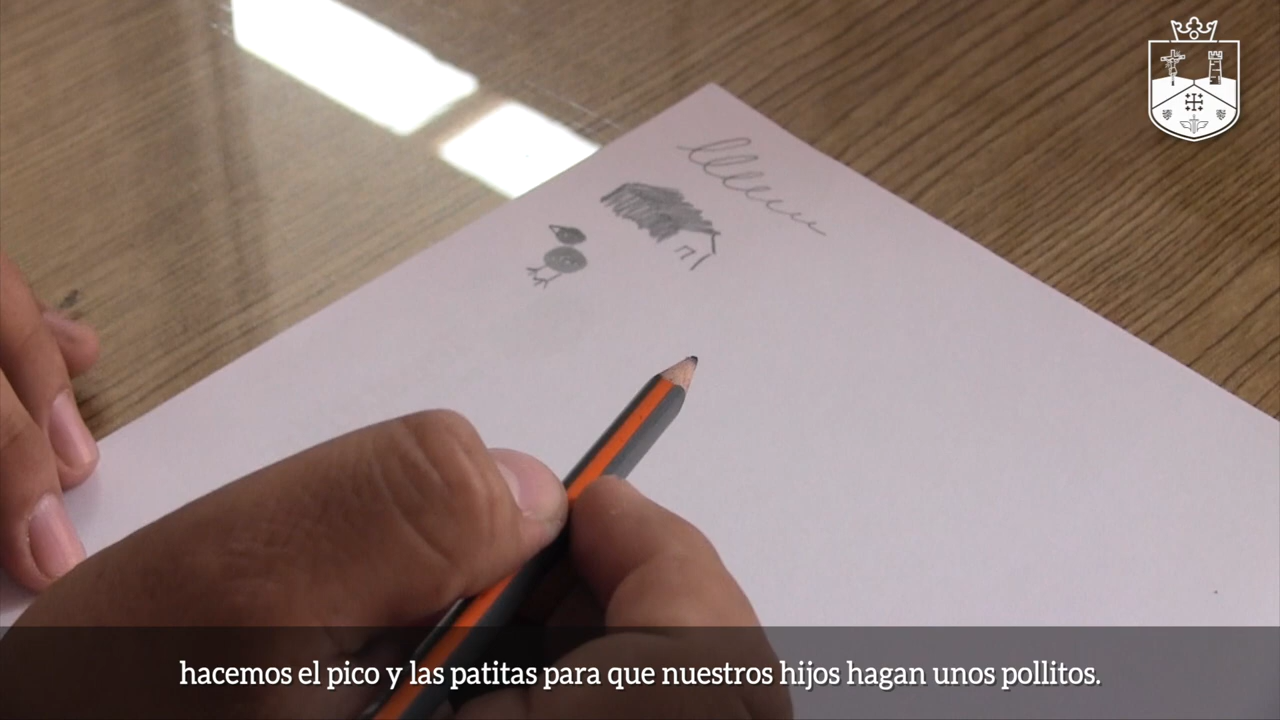 hacemos el pico y las patitas para que nuestros hijos hagan unos pollitos.